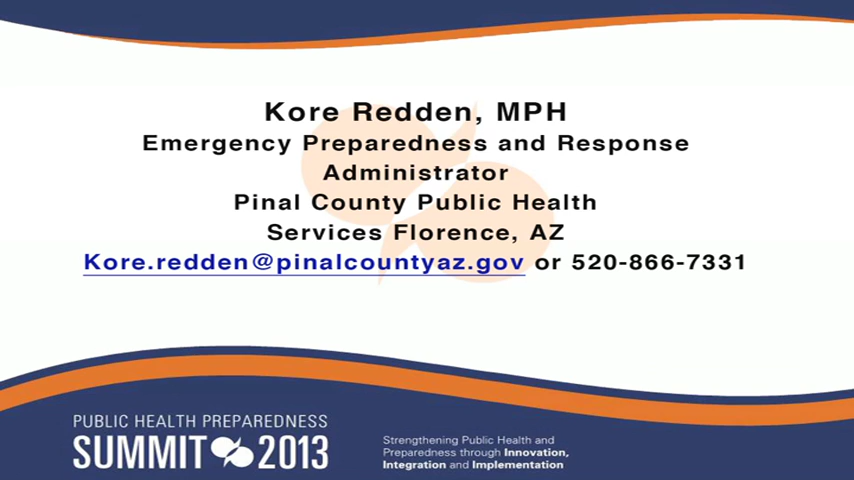 Kore Redden, MPH
Emergency Preparedness and Response
Administrator
Pinal County Public Health
Services Florence, AZ
Kore.redden@pinalcountyaz.gov or 520-866-7331
PUBLIC HEALTH PREPAREDNESS
SUMMIT 2013
Strengthening Public Health and
Preparedness through Innovation,
Integration and Implementation